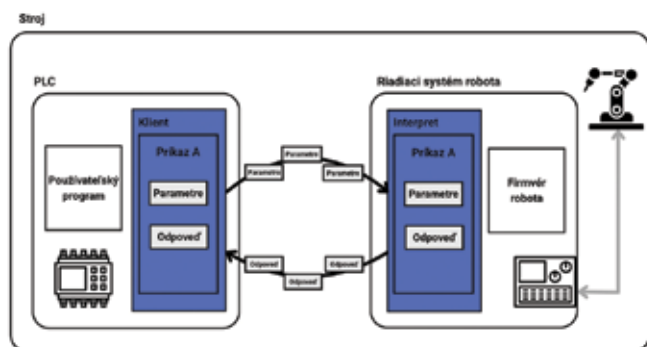 Stroj
PLC
Klient
Príkaz A
Parametre
Odpoveď
Používateľský
program
Parametre
Parametre
Parametre
Odpoveď
Odpoveď
Odpoveď
Riadiaci systém robota
Interpret
Príkaz A
Parametre
Odpoveď
Firmvér
robota